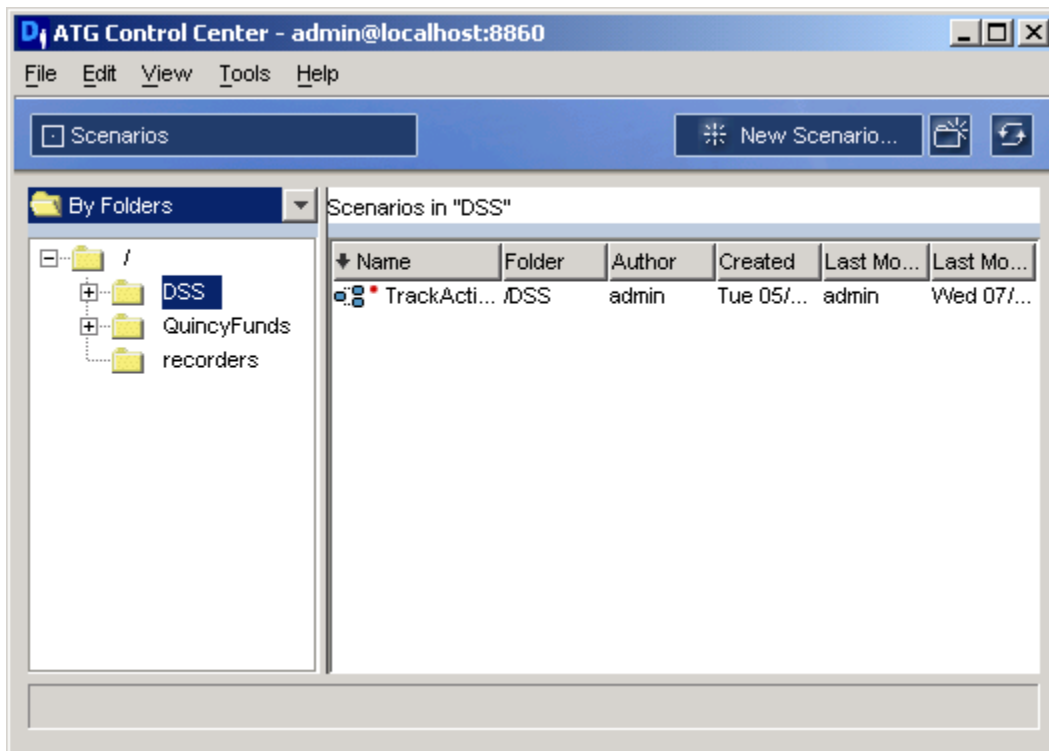 ATG Control Center - admin@localhost:8860
File Edit View Tools Help
Scenarios New Scenario...
By Folders Scenarios in "DSS"
/ Name Folder Author Created Last Mo... Last Mo...
DSS TrackActi... /DSS admin Tue 05/... admin Wed 07/...
QuincyFunds
recorders